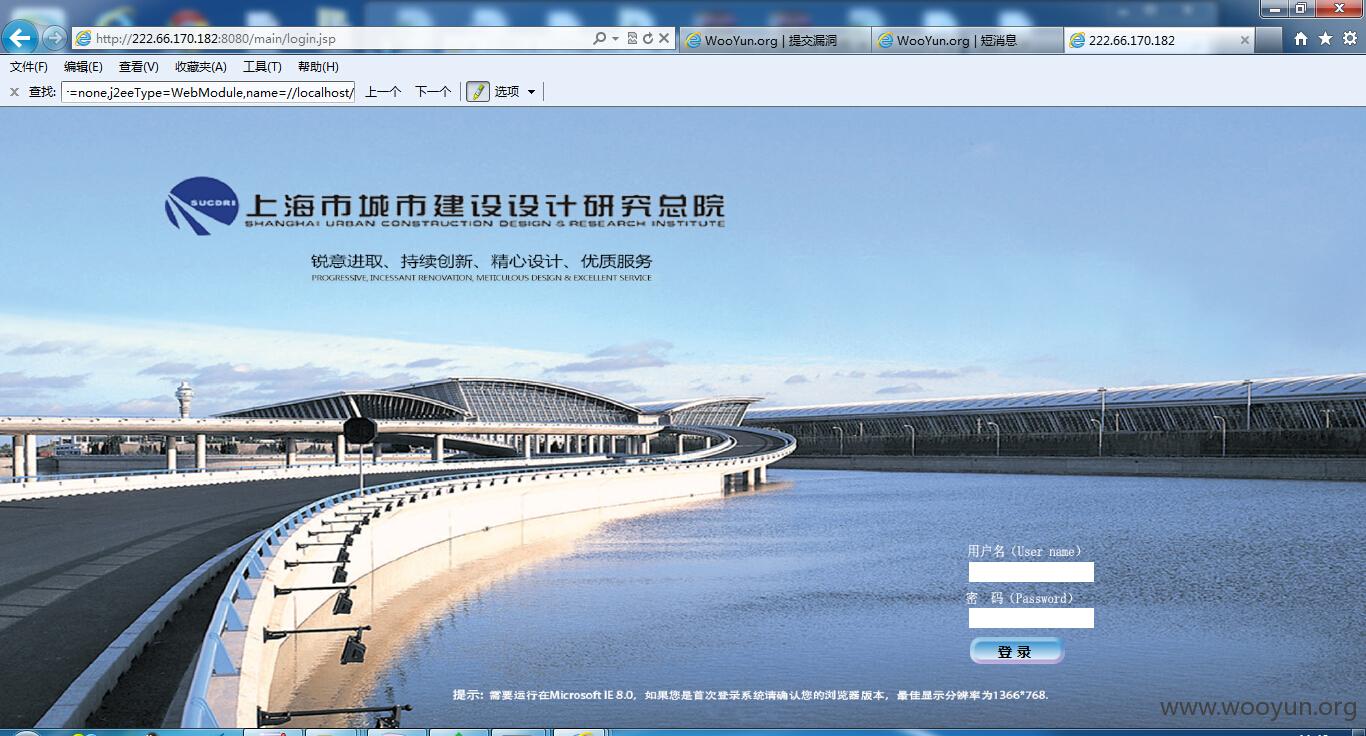 http://222.66.170.182:8080/main/login.jsp
WooYun.org | 提交漏洞
WooYun.org | 短消息
222.66.170.182
文件(F) 编辑(E) 查看(V) 收藏夹(A) 工具(T) 帮助(H)
查找: =none,j2eeType=WebModule,name=//localhost/ 上一个 下一个 选项
SUCDRI
上海市城市建设设计研究总院
SHANGHAI URBAN CONSTRUCTION DESIGN & RESEARCH INSTITUTE
锐意进取、持续创新、精心设计、优质服务
PROGRESSIVE, INCESSANT RENOVATION, METICULOUS DESIGN & EXCELLENT SERVICE
用户名（User name）
密 码（Password）
登 录
提示: 需要运行在Microsoft IE 8.0，如果您是首次登录系统请确认您的浏览器版本，最佳显示分辨率为1366*768.
www.wooyun.org